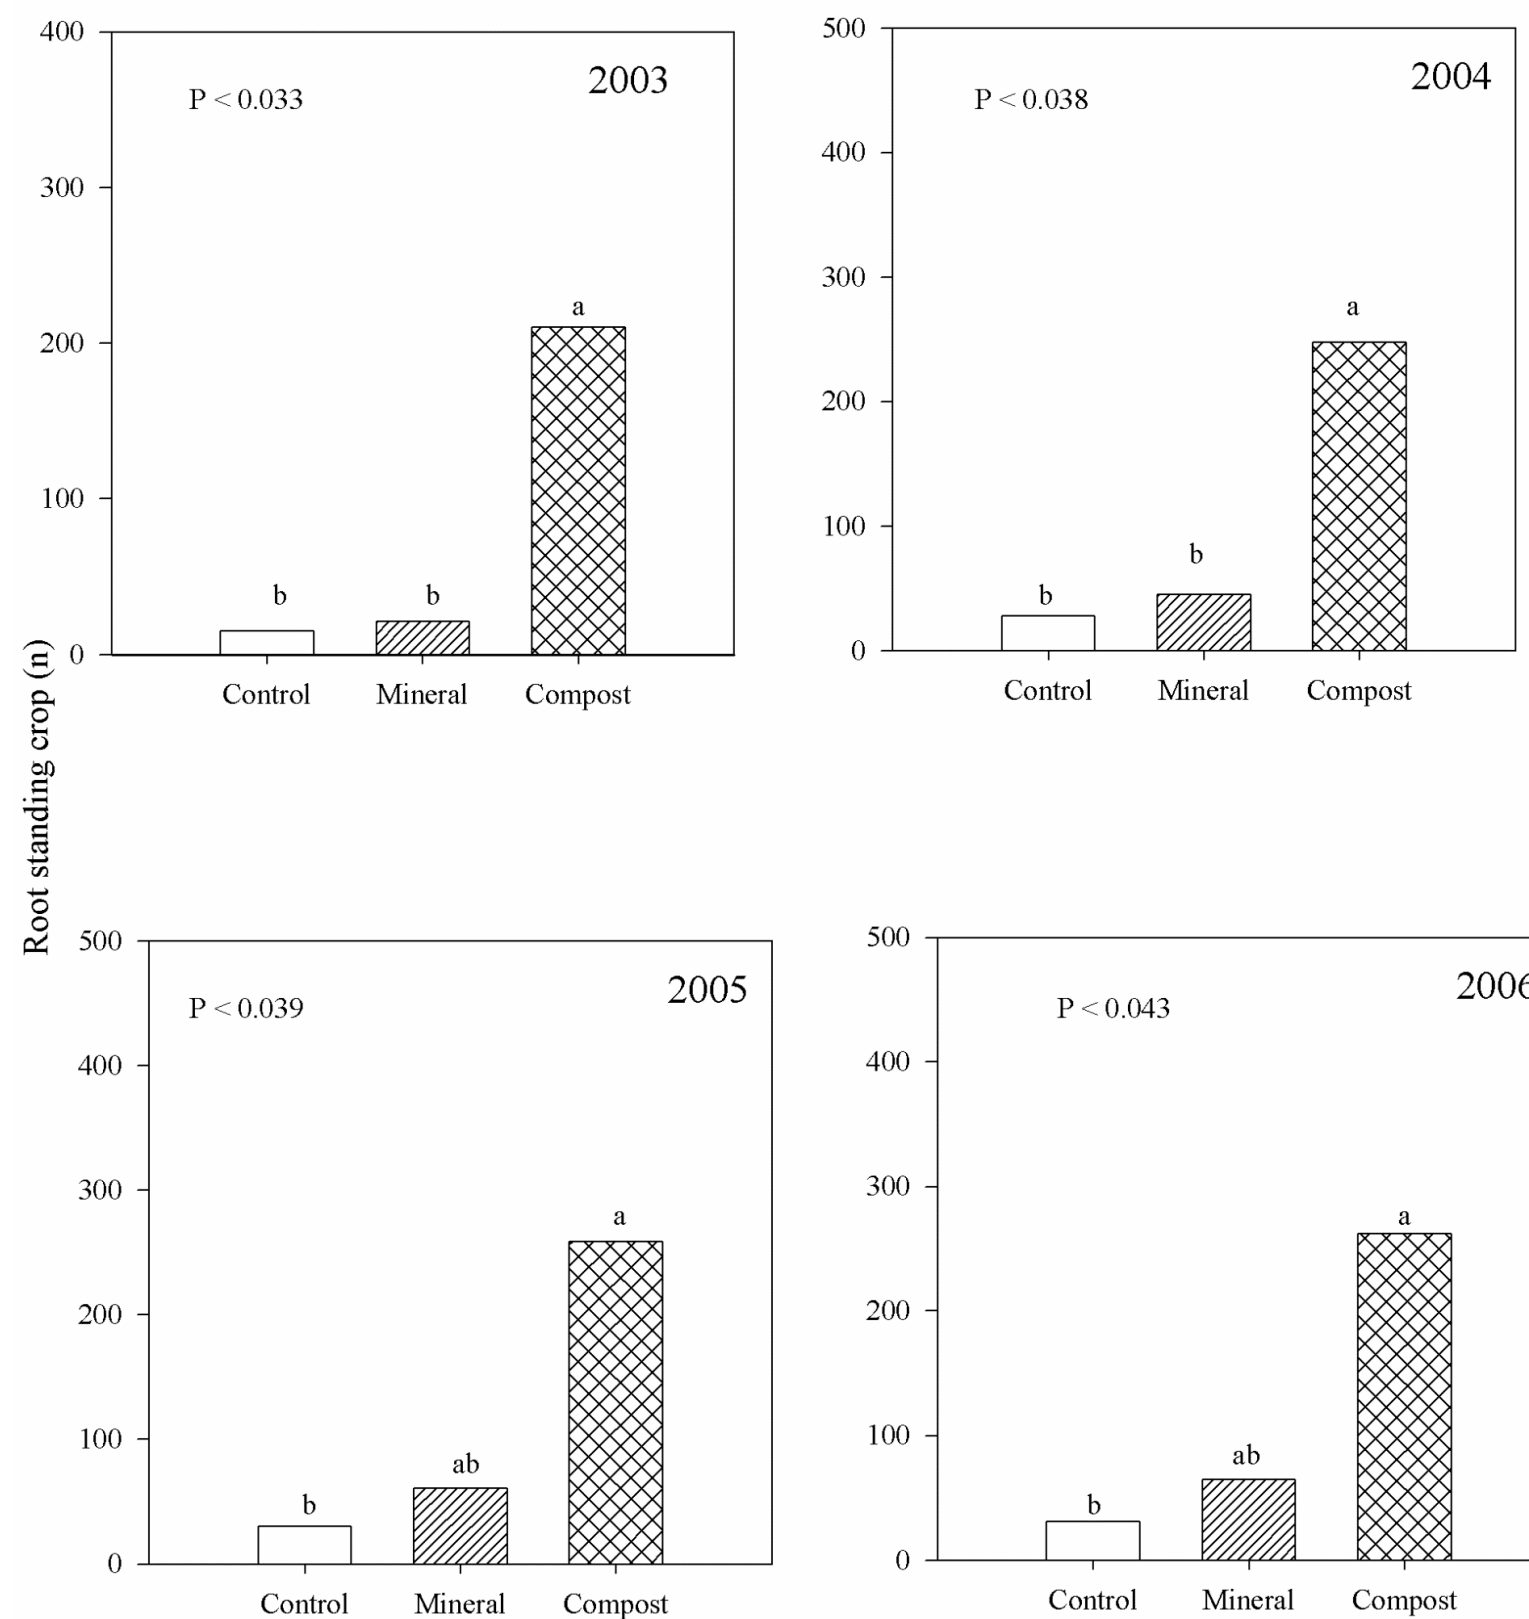 Root standing crop (n)
400
300
200
100
0
2003
P < 0.033
b
b
a
Control Mineral Compost
500
400
300
200
100
0
2004
P < 0.038
b
b
a
Control Mineral Compost
500
400
300
200
100
0
2005
P < 0.039
b
ab
a
Control Mineral Compost
500
400
300
200
100
0
2006
P < 0.043
b
ab
a
Control Mineral Compost